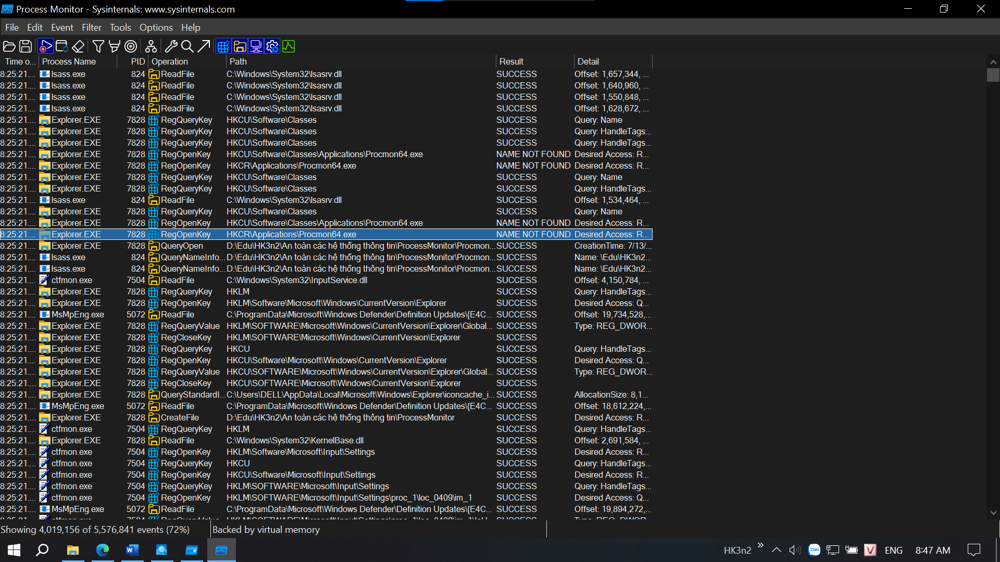 Process Monitor - Sysinternals: www.sysinternals.com
File Edit Event Filter Tools Options Help
Time o... Process Name PID Operation Path Result Detail
8:25:21.... lsass.exe 824 ReadFile C:\Windows\System32\lsasrv.dll SUCCESS Offset: 1,657,344, ...
8:25:21.... lsass.exe 824 ReadFile C:\Windows\System32\lsasrv.dll SUCCESS Offset: 1,640,960, ...
8:25:21.... lsass.exe 824 ReadFile C:\Windows\System32\lsasrv.dll SUCCESS Offset: 1,550,848, ...
8:25:21.... lsass.exe 824 ReadFile C:\Windows\System32\lsasrv.dll SUCCESS Offset: 1,628,672, ...
8:25:21.... Explorer.EXE 7828 RegQueryKey HKCU\Software\Classes SUCCESS Query: Name
8:25:21.... Explorer.EXE 7828 RegQueryKey HKCU\Software\Classes SUCCESS Query: HandleTags...
8:25:21.... Explorer.EXE 7828 RegQueryKey HKCU\Software\Classes SUCCESS Query: HandleTags...
8:25:21.... Explorer.EXE 7828 RegOpenKey HKCU\Software\Classes\Applications\Procmon64.exe NAME NOT FOUND Desired Access: R...
8:25:21.... Explorer.EXE 7828 RegOpenKey HKCR\Applications\Procmon64.exe NAME NOT FOUND Desired Access: R...
8:25:21.... Explorer.EXE 7828 RegQueryKey HKCU\Software\Classes SUCCESS Query: Name
8:25:21.... Explorer.EXE 7828 RegQueryKey HKCU\Software\Classes SUCCESS Query: HandleTags...
8:25:21.... lsass.exe 824 ReadFile C:\Windows\System32\lsasrv.dll SUCCESS Offset: 1,534,464, ...
8:25:21.... Explorer.EXE 7828 RegQueryKey HKCU\Software\Classes SUCCESS Query: Name
8:25:21.... Explorer.EXE 7828 RegOpenKey HKCU\Software\Classes\Applications\Procmon64.exe NAME NOT FOUND Desired Access: R...
8:25:21.... Explorer.EXE 7828 RegOpenKey HKCR\Applications\Procmon64.exe NAME NOT FOUND Desired Access: R...
8:25:21.... Explorer.EXE 7828 QueryOpen D:\Edu\HK3n2\An toàn các hệ thống thông tin\ProcessMonitor\Procmon... SUCCESS CreationTime: 7/13/...
8:25:21.... lsass.exe 824 QueryNameInfo... D:\Edu\HK3n2\An toàn các hệ thống thông tin\ProcessMonitor\Procmon... SUCCESS Name: \Edu\HK3n2...
8:25:21.... lsass.exe 824 QueryNameInfo... D:\Edu\HK3n2\An toàn các hệ thống thông tin\ProcessMonitor\Procmon... SUCCESS Name: \Edu\HK3n2...
8:25:21.... ctfmon.exe 7504 ReadFile C:\Windows\System32\InputService.dll SUCCESS Offset: 4,150,784, ...
8:25:21.... Explorer.EXE 7828 RegQueryKey HKLM SUCCESS Query: HandleTags...
8:25:21.... Explorer.EXE 7828 RegOpenKey HKLM\Software\Microsoft\Windows\CurrentVersion\Explorer SUCCESS Desired Access: Q...
8:25:21.... MsMpEng.exe 5072 ReadFile C:\ProgramData\Microsoft\Windows Defender\Definition Updates\{E4C... SUCCESS Offset: 19,734,528,...
8:25:21.... Explorer.EXE 7828 RegQueryValue HKLM\SOFTWARE\Microsoft\Windows\CurrentVersion\Explorer\Global... SUCCESS Type: REG_DWOR...
8:25:21.... Explorer.EXE 7828 RegCloseKey HKLM\SOFTWARE\Microsoft\Windows\CurrentVersion\Explorer SUCCESS
8:25:21.... Explorer.EXE 7828 RegQueryKey HKCU SUCCESS Query: HandleTags...
8:25:21.... Explorer.EXE 7828 RegOpenKey HKCU\Software\Microsoft\Windows\CurrentVersion\Explorer SUCCESS Desired Access: Q...
8:25:21.... Explorer.EXE 7828 RegQueryValue HKCU\SOFTWARE\Microsoft\Windows\CurrentVersion\Explorer\Global... SUCCESS Type: REG_DWOR...
8:25:21.... Explorer.EXE 7828 RegCloseKey HKCU\SOFTWARE\Microsoft\Windows\CurrentVersion\Explorer SUCCESS
8:25:21.... Explorer.EXE 7828 QueryStandardI... C:\Users\DELL\AppData\Local\Microsoft\Windows\Explorer\iconcache_i... SUCCESS AllocationSize: 8,1...
8:25:21.... MsMpEng.exe 5072 ReadFile C:\ProgramData\Microsoft\Windows Defender\Definition Updates\{E4C... SUCCESS Offset: 18,612,224,...
8:25:21.... Explorer.EXE 7828 CreateFile D:\Edu\HK3n2\An toàn các hệ thống thông tin\ProcessMonitor SUCCESS Desired Access: R...
8:25:21.... ctfmon.exe 7504 RegQueryKey HKLM SUCCESS Query: HandleTags...
8:25:21.... Explorer.EXE 7828 ReadFile C:\Windows\System32\KernelBase.dll SUCCESS Offset: 2,691,584, ...
8:25:21.... ctfmon.exe 7504 RegOpenKey HKLM\Software\Microsoft\Input\Settings SUCCESS Desired Access: R...
8:25:21.... ctfmon.exe 7504 RegQueryKey HKCU SUCCESS Query: HandleTags...
8:25:21.... ctfmon.exe 7504 RegOpenKey HKCU\Software\Microsoft\Input\Settings SUCCESS Desired Access: R...
8:25:21.... ctfmon.exe 7504 RegQueryKey HKLM\SOFTWARE\Microsoft\Input\Settings SUCCESS Query: HandleTags...
8:25:21.... ctfmon.exe 7504 RegOpenKey HKLM\SOFTWARE\Microsoft\Input\Settings\proc_1\loc_0409\im_1 SUCCESS Desired Access: Q...
8:25:21.... MsMpEng.exe 5072 ReadFile C:\ProgramData\Microsoft\Windows Defender\Definition Updates\{E4C... SUCCESS Offset: 19,894,272,...
Showing 4,019,156 of 5,576,841 events (72%) Backed by virtual memory
HK3n2 » Zalo V ENG 8:47 AM